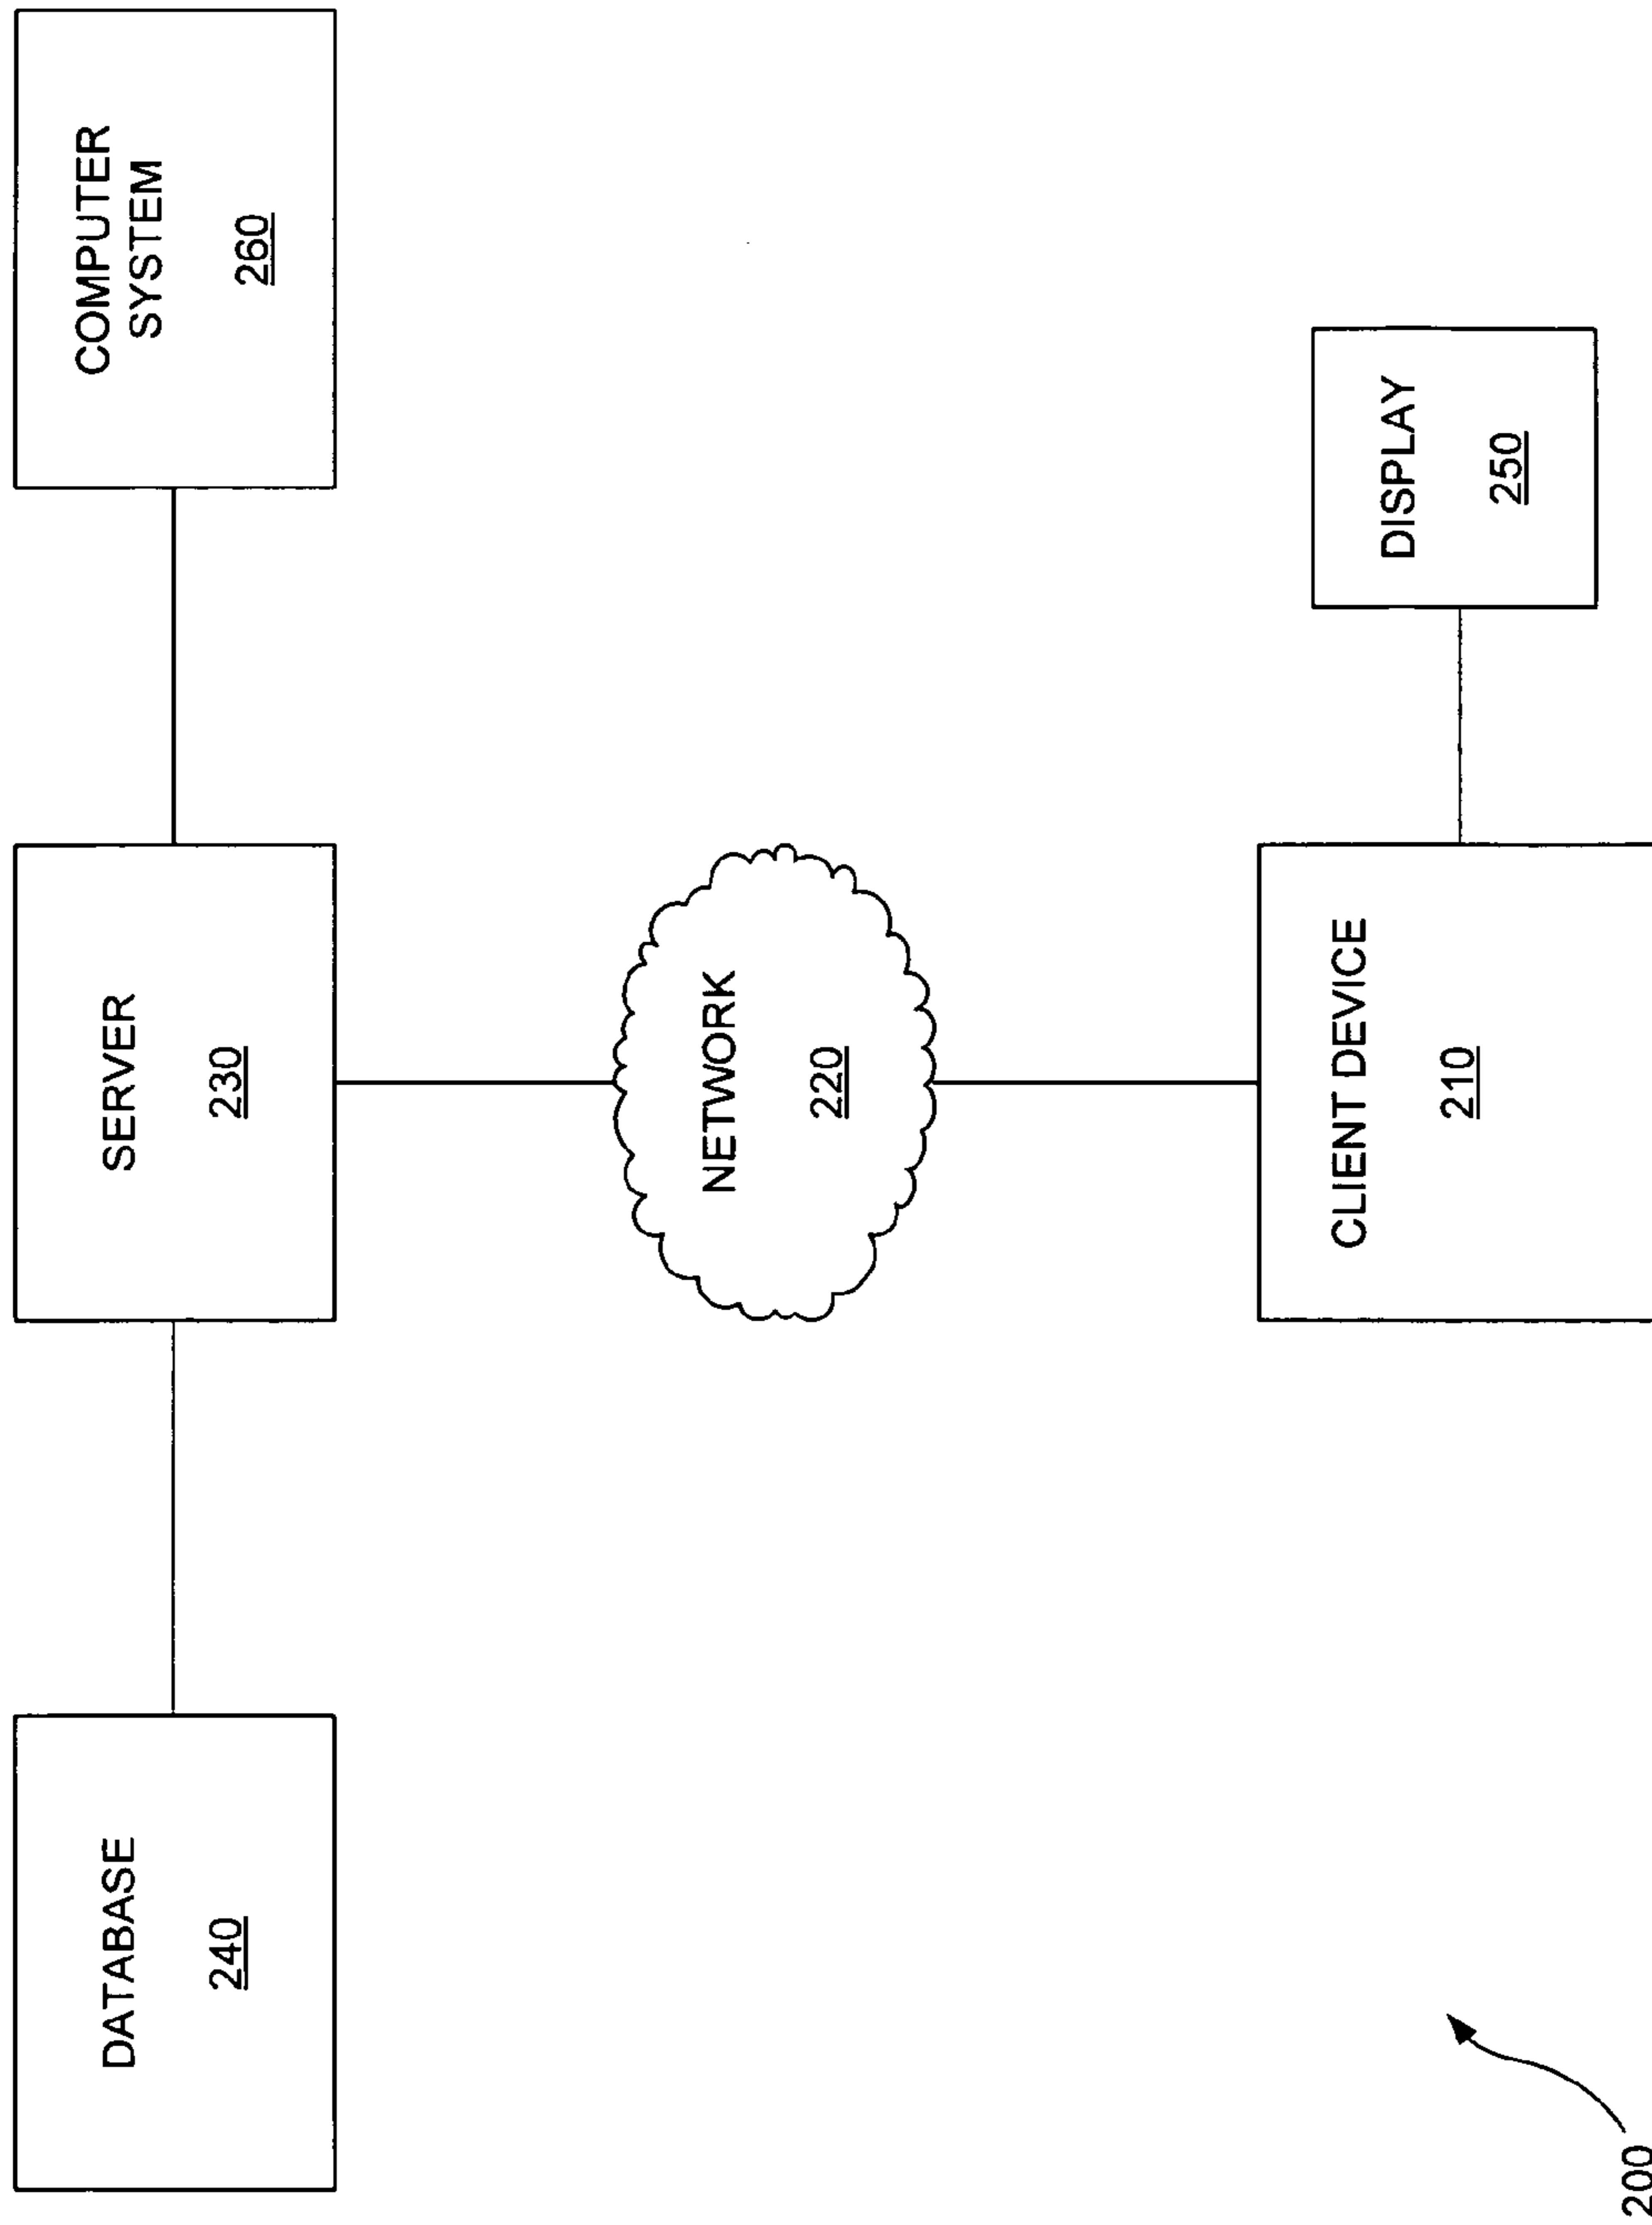 DATABASE
240
SERVER
230
COMPUTER
SYSTEM
260
NETWORK
220
CLIENT DEVICE
210
DISPLAY
250
200